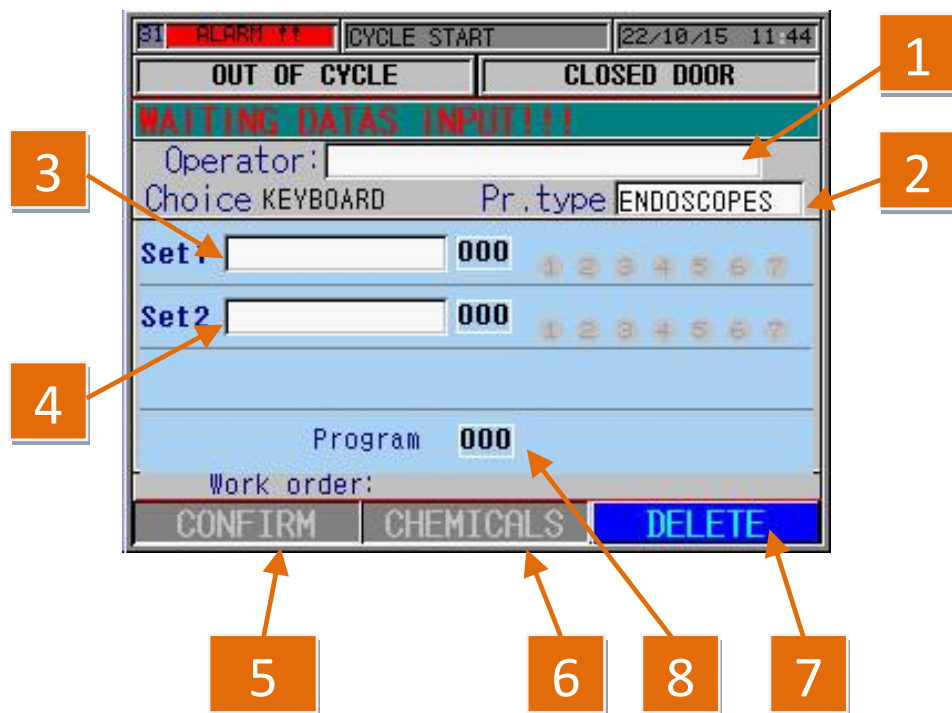 91 ALARM !! CYCLE START 22/10/15 11:44
OUT OF CYCLE CLOSED DOOR
WAITING DATAS INPUT!!!
1
Operator:
3
2
Choice KEYBOARD Pr.type ENDOSCOPES
Set1 000 1 2 3 4 5 6 7
Set2 000 1 2 3 4 5 6 7
4
Program 000
Work order:
CONFIRM CHEMICALS DELETE
5 6 8 7